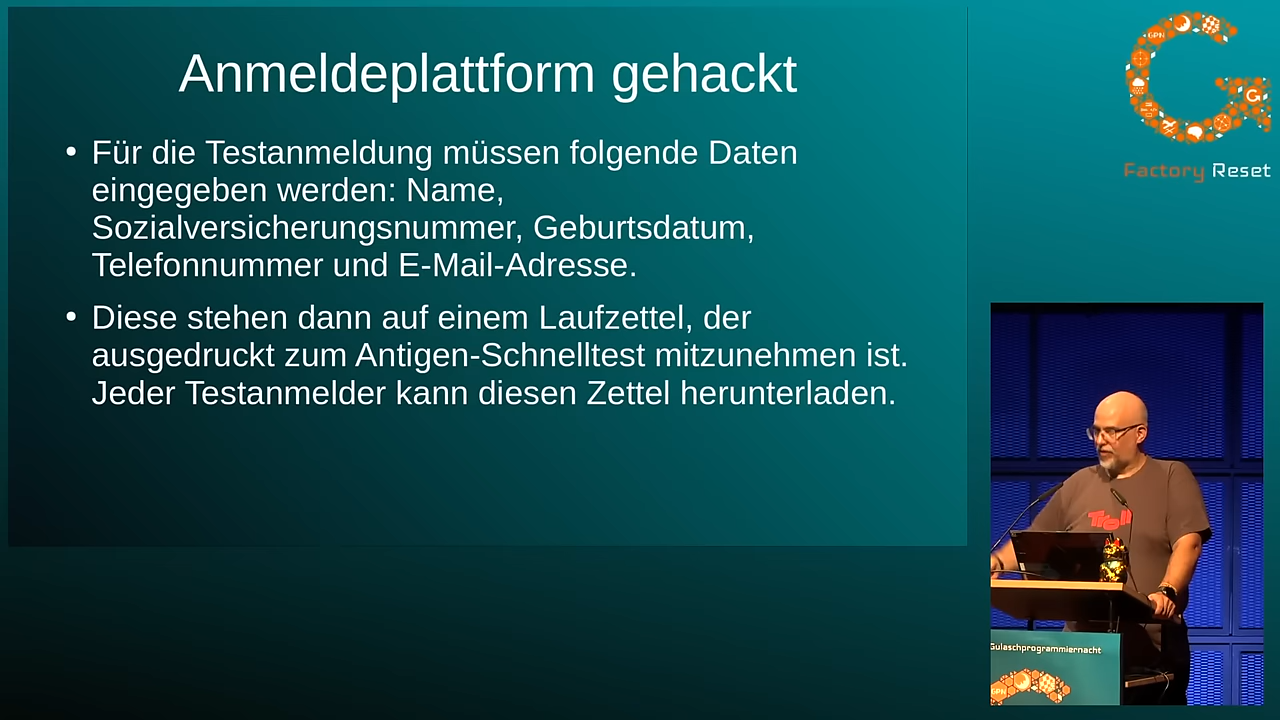 Anmeldeplattform gehackt
• Für die Testanmeldung müssen folgende Daten
eingegeben werden: Name,
Sozialversicherungsnummer, Geburtsdatum,
Telefonnummer und E-Mail-Adresse.
• Diese stehen dann auf einem Laufzettel, der
ausgedruckt zum Antigen-Schnelltest mitzunehmen ist.
Jeder Testanmelder kann diesen Zettel herunterladen.
GPN
G
Factory Reset
Troll
Gulaschprogrammiernacht
GPN